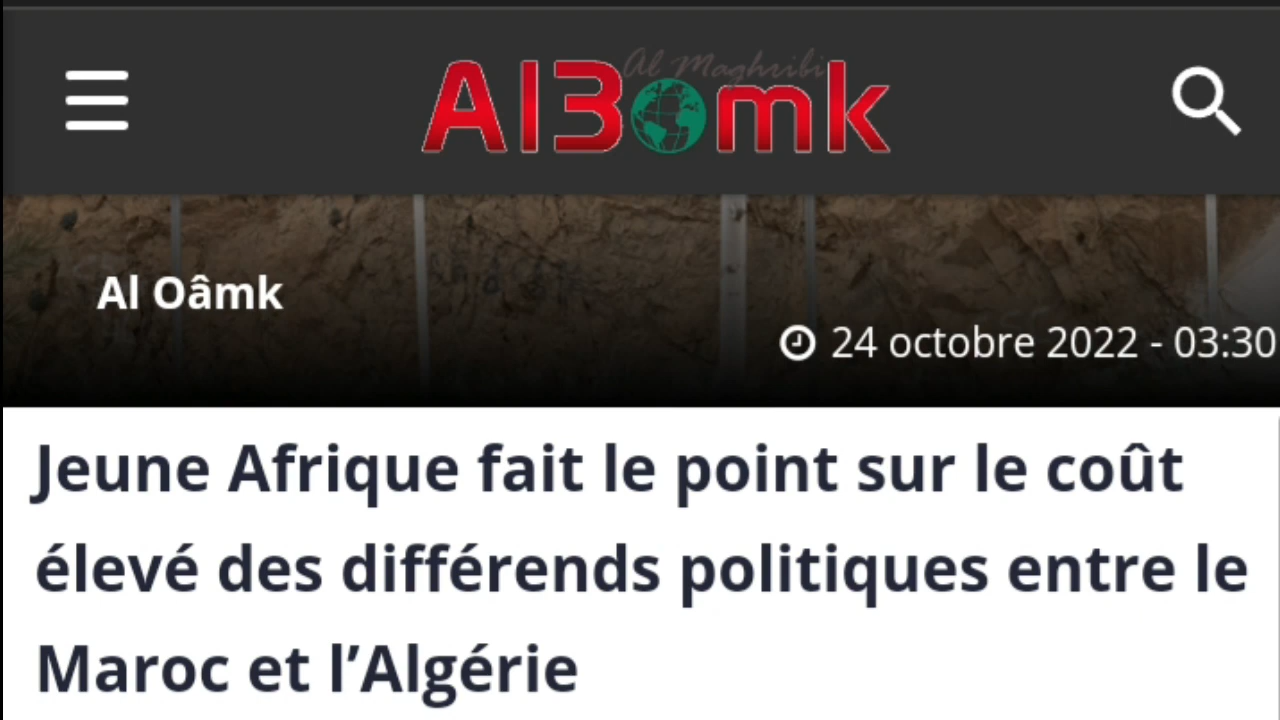 Al Maghribi
Al3omk
Al Oâmk
24 octobre 2022 - 03:30
Jeune Afrique fait le point sur le coût
élevé des différends politiques entre le
Maroc et l’Algérie